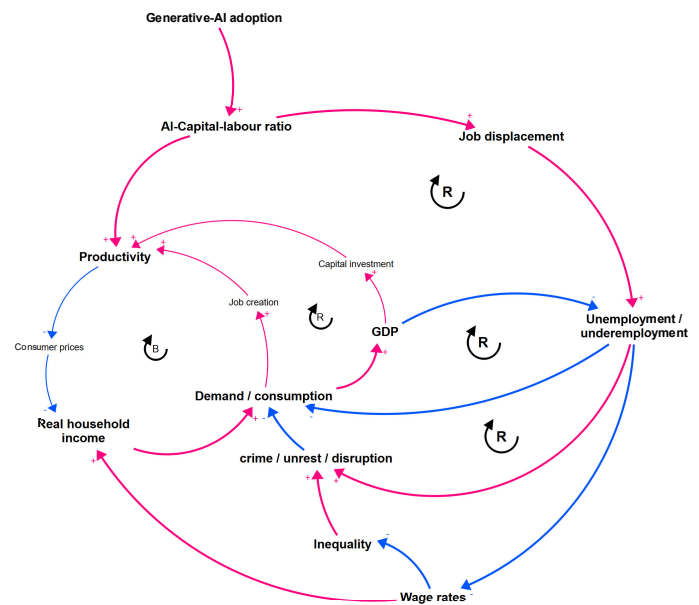 Generative-AI adoption
+
AI-Capital-labour ratio
+
Job displacement
R
+
+
+
Productivity
Capital investment
+
-
+
Unemployment /
underemployment
Job creation
+
R
GDP
R
-
Consumer prices
B
+
Demand / consumption
-
Real household
income
+
-
-
R
crime / unrest / disruption
+
+
+
Inequality
-
Wage rates
-